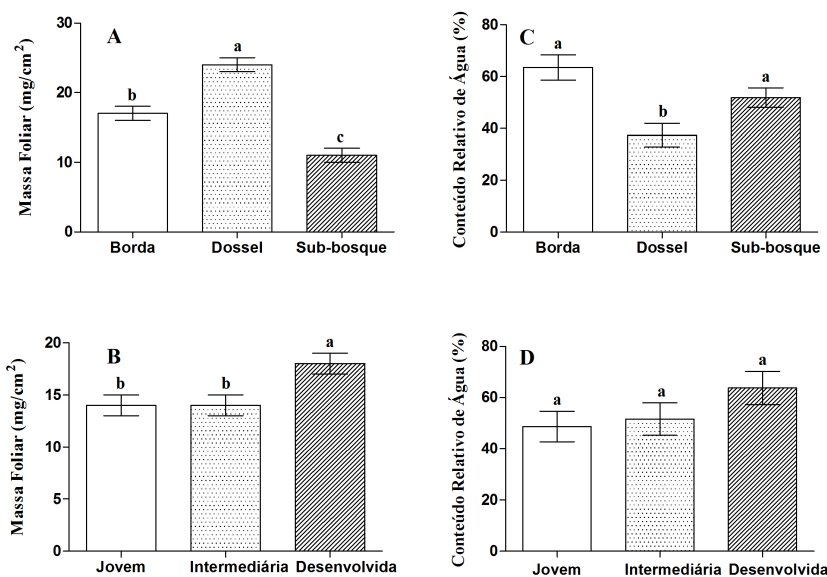 A
Massa Foliar (mg/cm²)
30
20
10
0
b
a
c
Borda Dossel Sub-bosque
C
Conteúdo Relativo de Água (%)
80
60
40
20
0
a
b
a
Borda Dossel Sub-bosque
B
Massa Foliar (mg/cm²)
20
15
10
5
0
b
b
a
Jovem Intermediária Desenvolvida
D
Conteúdo Relativo de Água (%)
80
60
40
20
0
a
a
a
Jovem Intermediária Desenvolvida